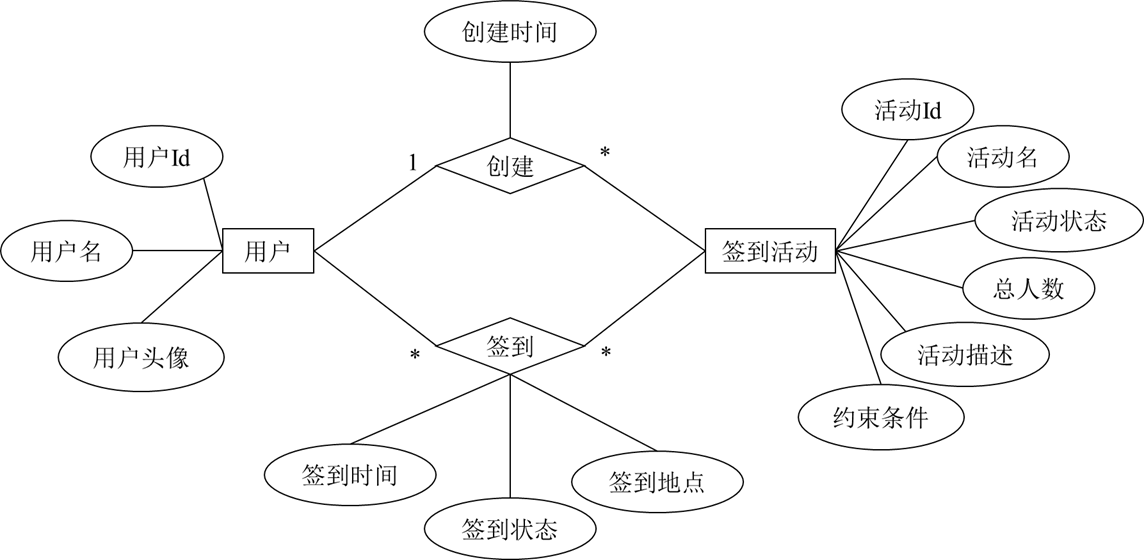 创建时间
活动Id
用户Id
1
创建
*
活动名
用户名
用户
签到活动
活动状态
总人数
用户头像
*
签到
*
活动描述
约束条件
签到时间
签到地点
签到状态